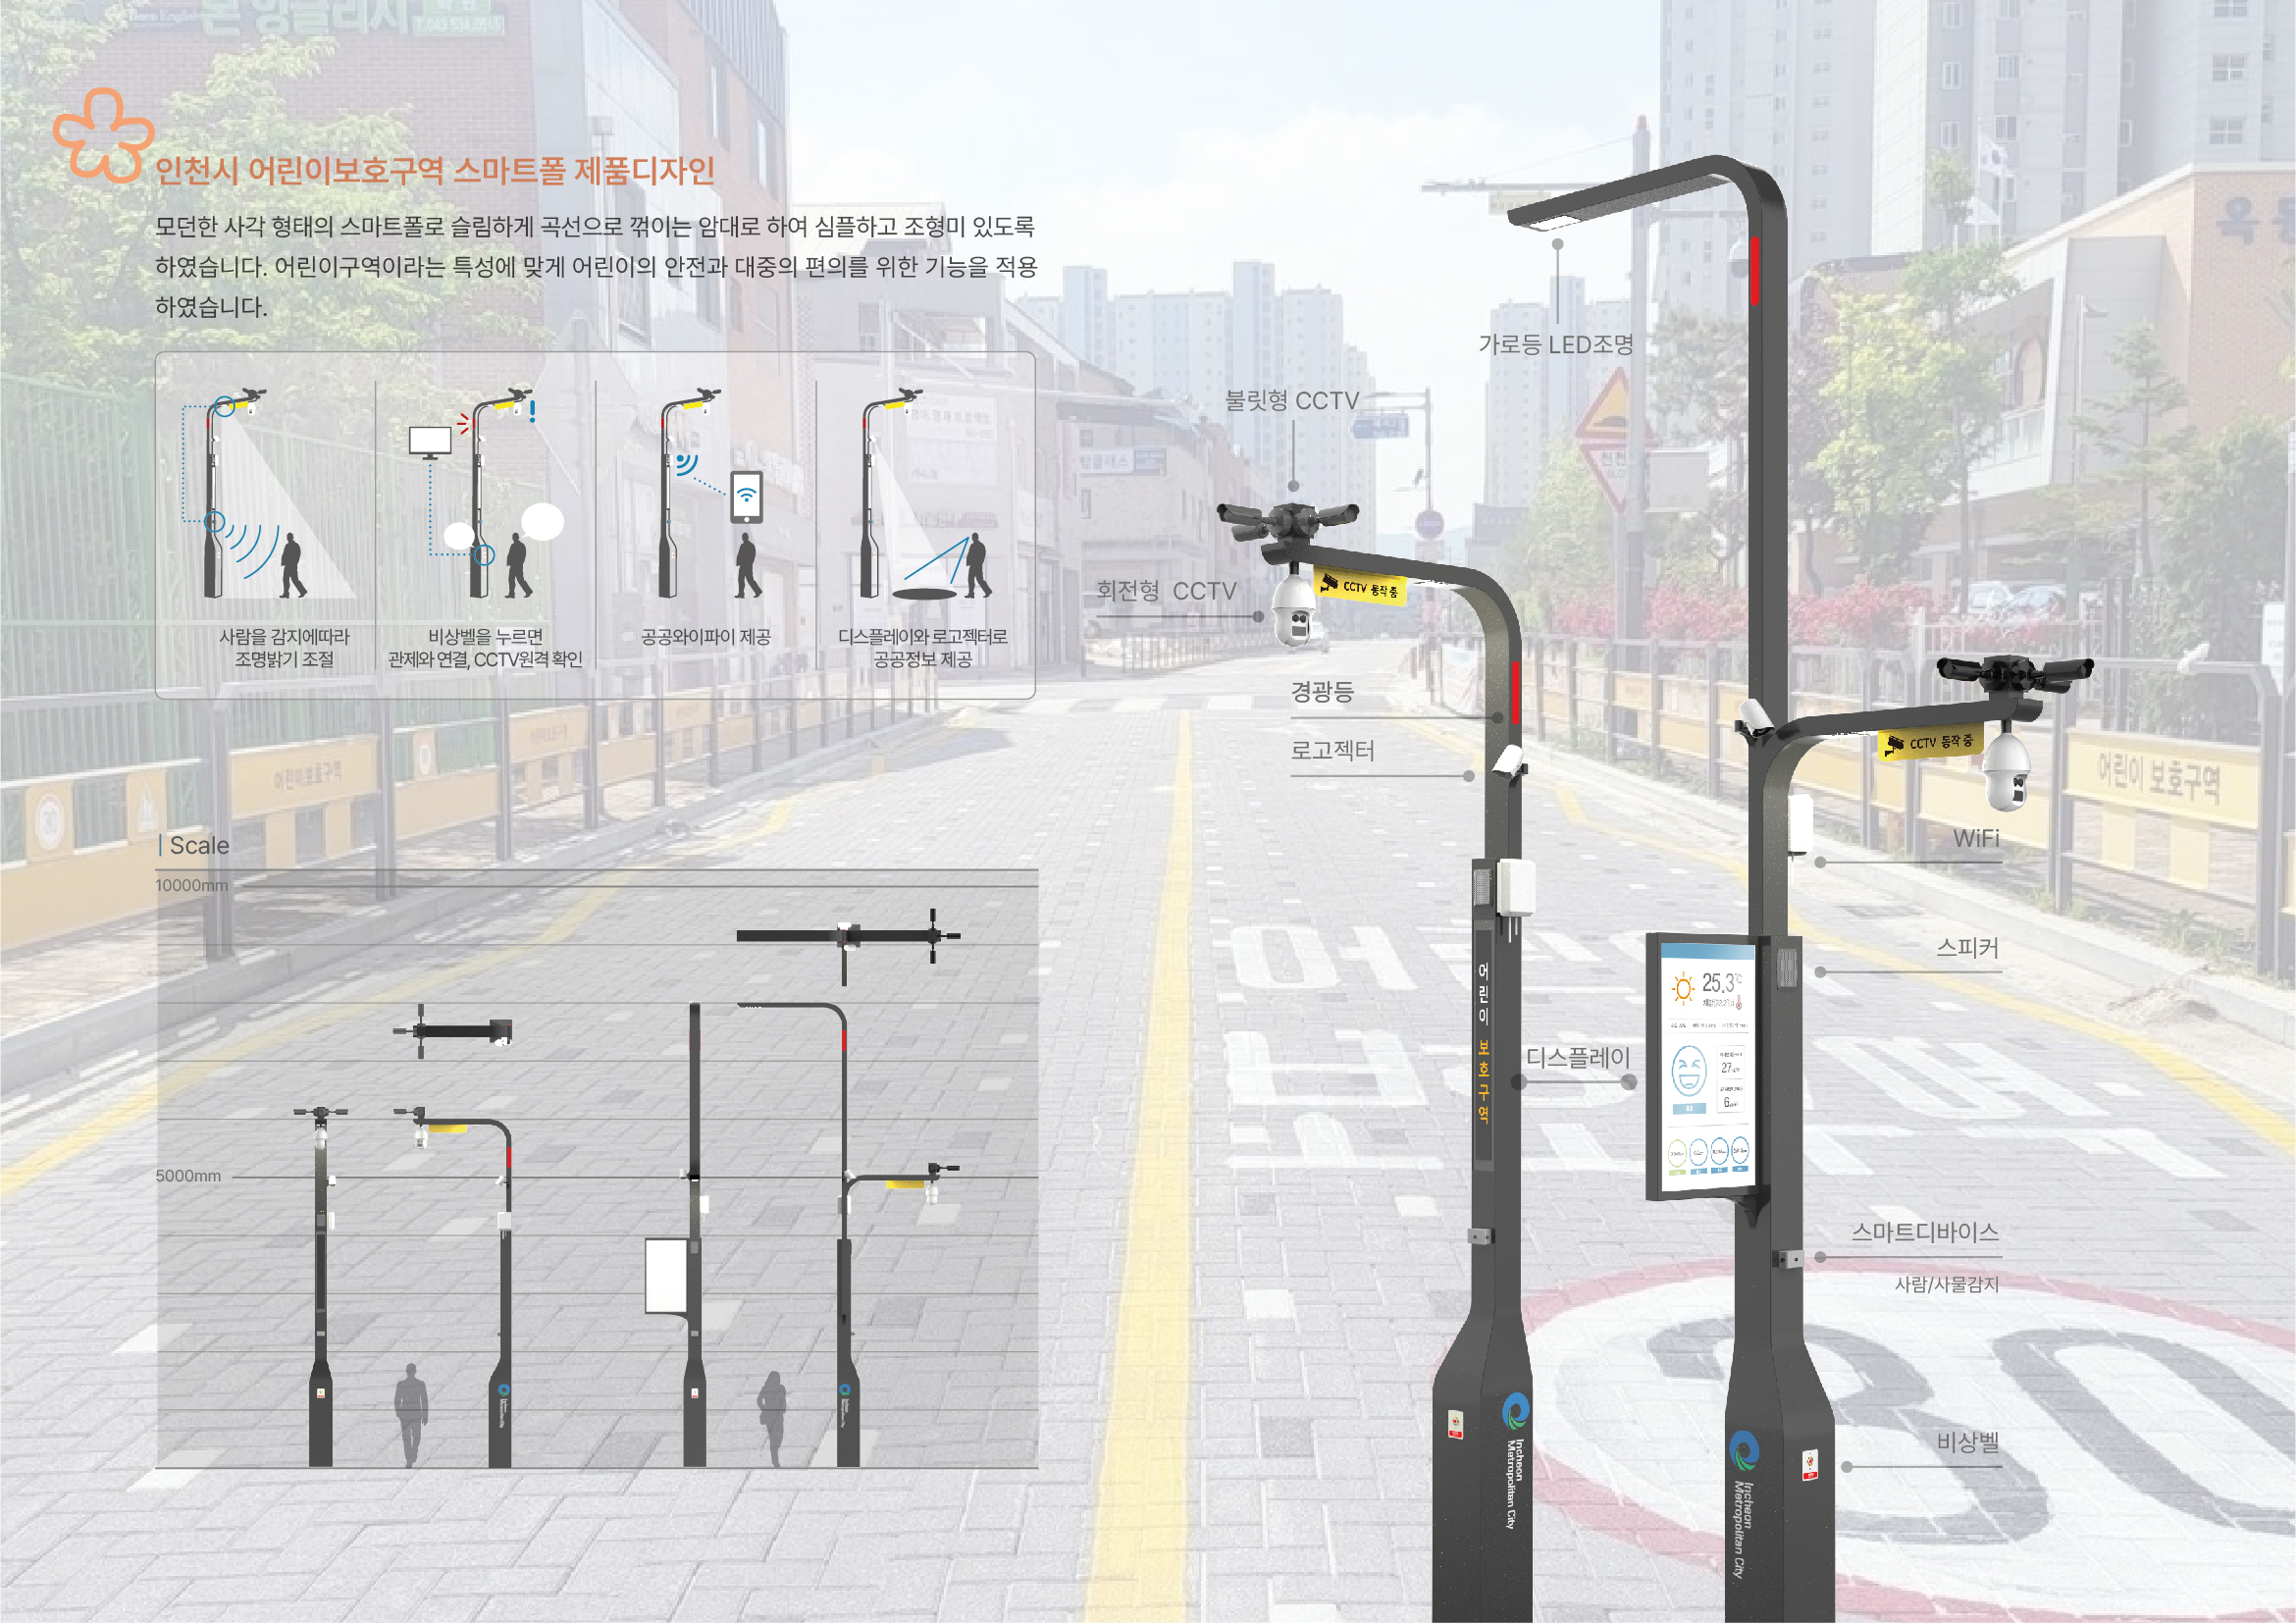 인천시 어린이보호구역 스마트폴 제품디자인
모던한 사각 형태의 스마트폴로 슬림하게 곡선으로 꺾이는 암대로 하여 심플하고 조형미 있도록
하였습니다. 어린이구역이라는 특성에 맞게 어린이의 안전과 대중의 편의를 위한 기능을 적용
하였습니다.
사람을 감지에따라
조명밝기 조절
비상벨을 누르면
관제와 연결, CCTV원격 확인
공공와이파이 제공
디스플레이와 로고젝터로
공공정보 제공
Scale
10000mm
5000mm
가로등 LED조명
불릿형 CCTV
회전형 CCTV
CCTV 동작 중
경광등
로고젝터
CCTV 동작 중
WiFi
스피커
디스플레이
스마트디바이스
사람/사물감지
비상벨
어린이 보호구역
25.3℃
27
6
Incheon
Metropolitan City
Incheon
Metropolitan City
어린이 보호구역
어린이보호구역
30
30